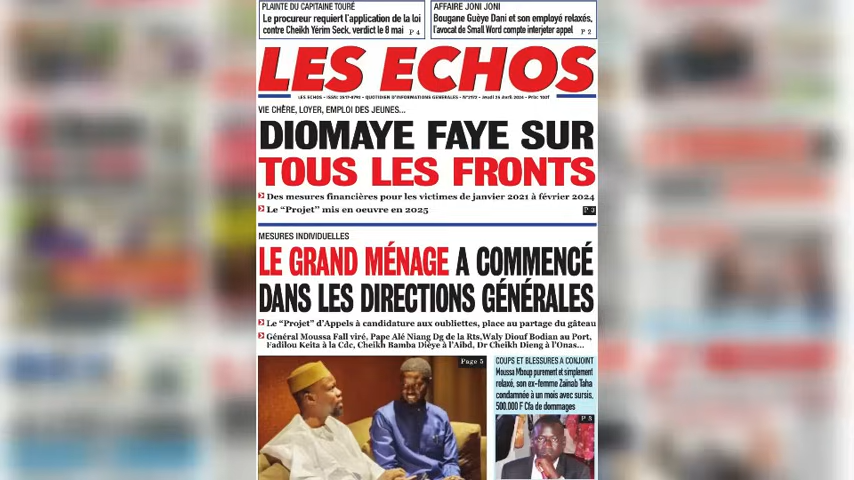 PLAINTE DU CAPITAINE TOURÉ
Le procureur requiert l'application de la loi
contre Cheikh Yérim Seck, verdict le 8 mai P 4
AFFAIRE JONI JONI
Bougane Guèye Dani et son employé relaxés,
l'avocat de Small Word compte interjeter appel P 2
LES ECHOS
QUOTIDIEN D'INFORMATIONS GENERALES
VIE CHÈRE, LOYER, EMPLOI DES JEUNES...
DIOMAYE FAYE SUR
TOUS LES FRONTS
Des mesures financières pour les victimes de janvier 2021 à février 2024
Le "Projet" mis en oeuvre en 2025
P 3
MESURES INDIVIDUELLES
LE GRAND MÉNAGE A COMMENCÉ
DANS LES DIRECTIONS GÉNÉRALES
Le "Projet" d'Appels à candidature aux oubliettes, place au partage du gâteau
Général Moussa Fall viré, Pape Alé Niang Dg de la Rts,Waly Diouf Bodian au Port,
Fadilou Keita à la Cdc, Cheikh Bamba Dièye à l'Aibd, Dr Cheikh Dieng à l'Onas...
Page 5
COUPS ET BLESSURES A CONJOINT
Moussa Mboup purement et simplement
relaxé, son ex-femme Zainab Taha
condamnée à un mois avec sursis,
500.000 F Cfa de dommages